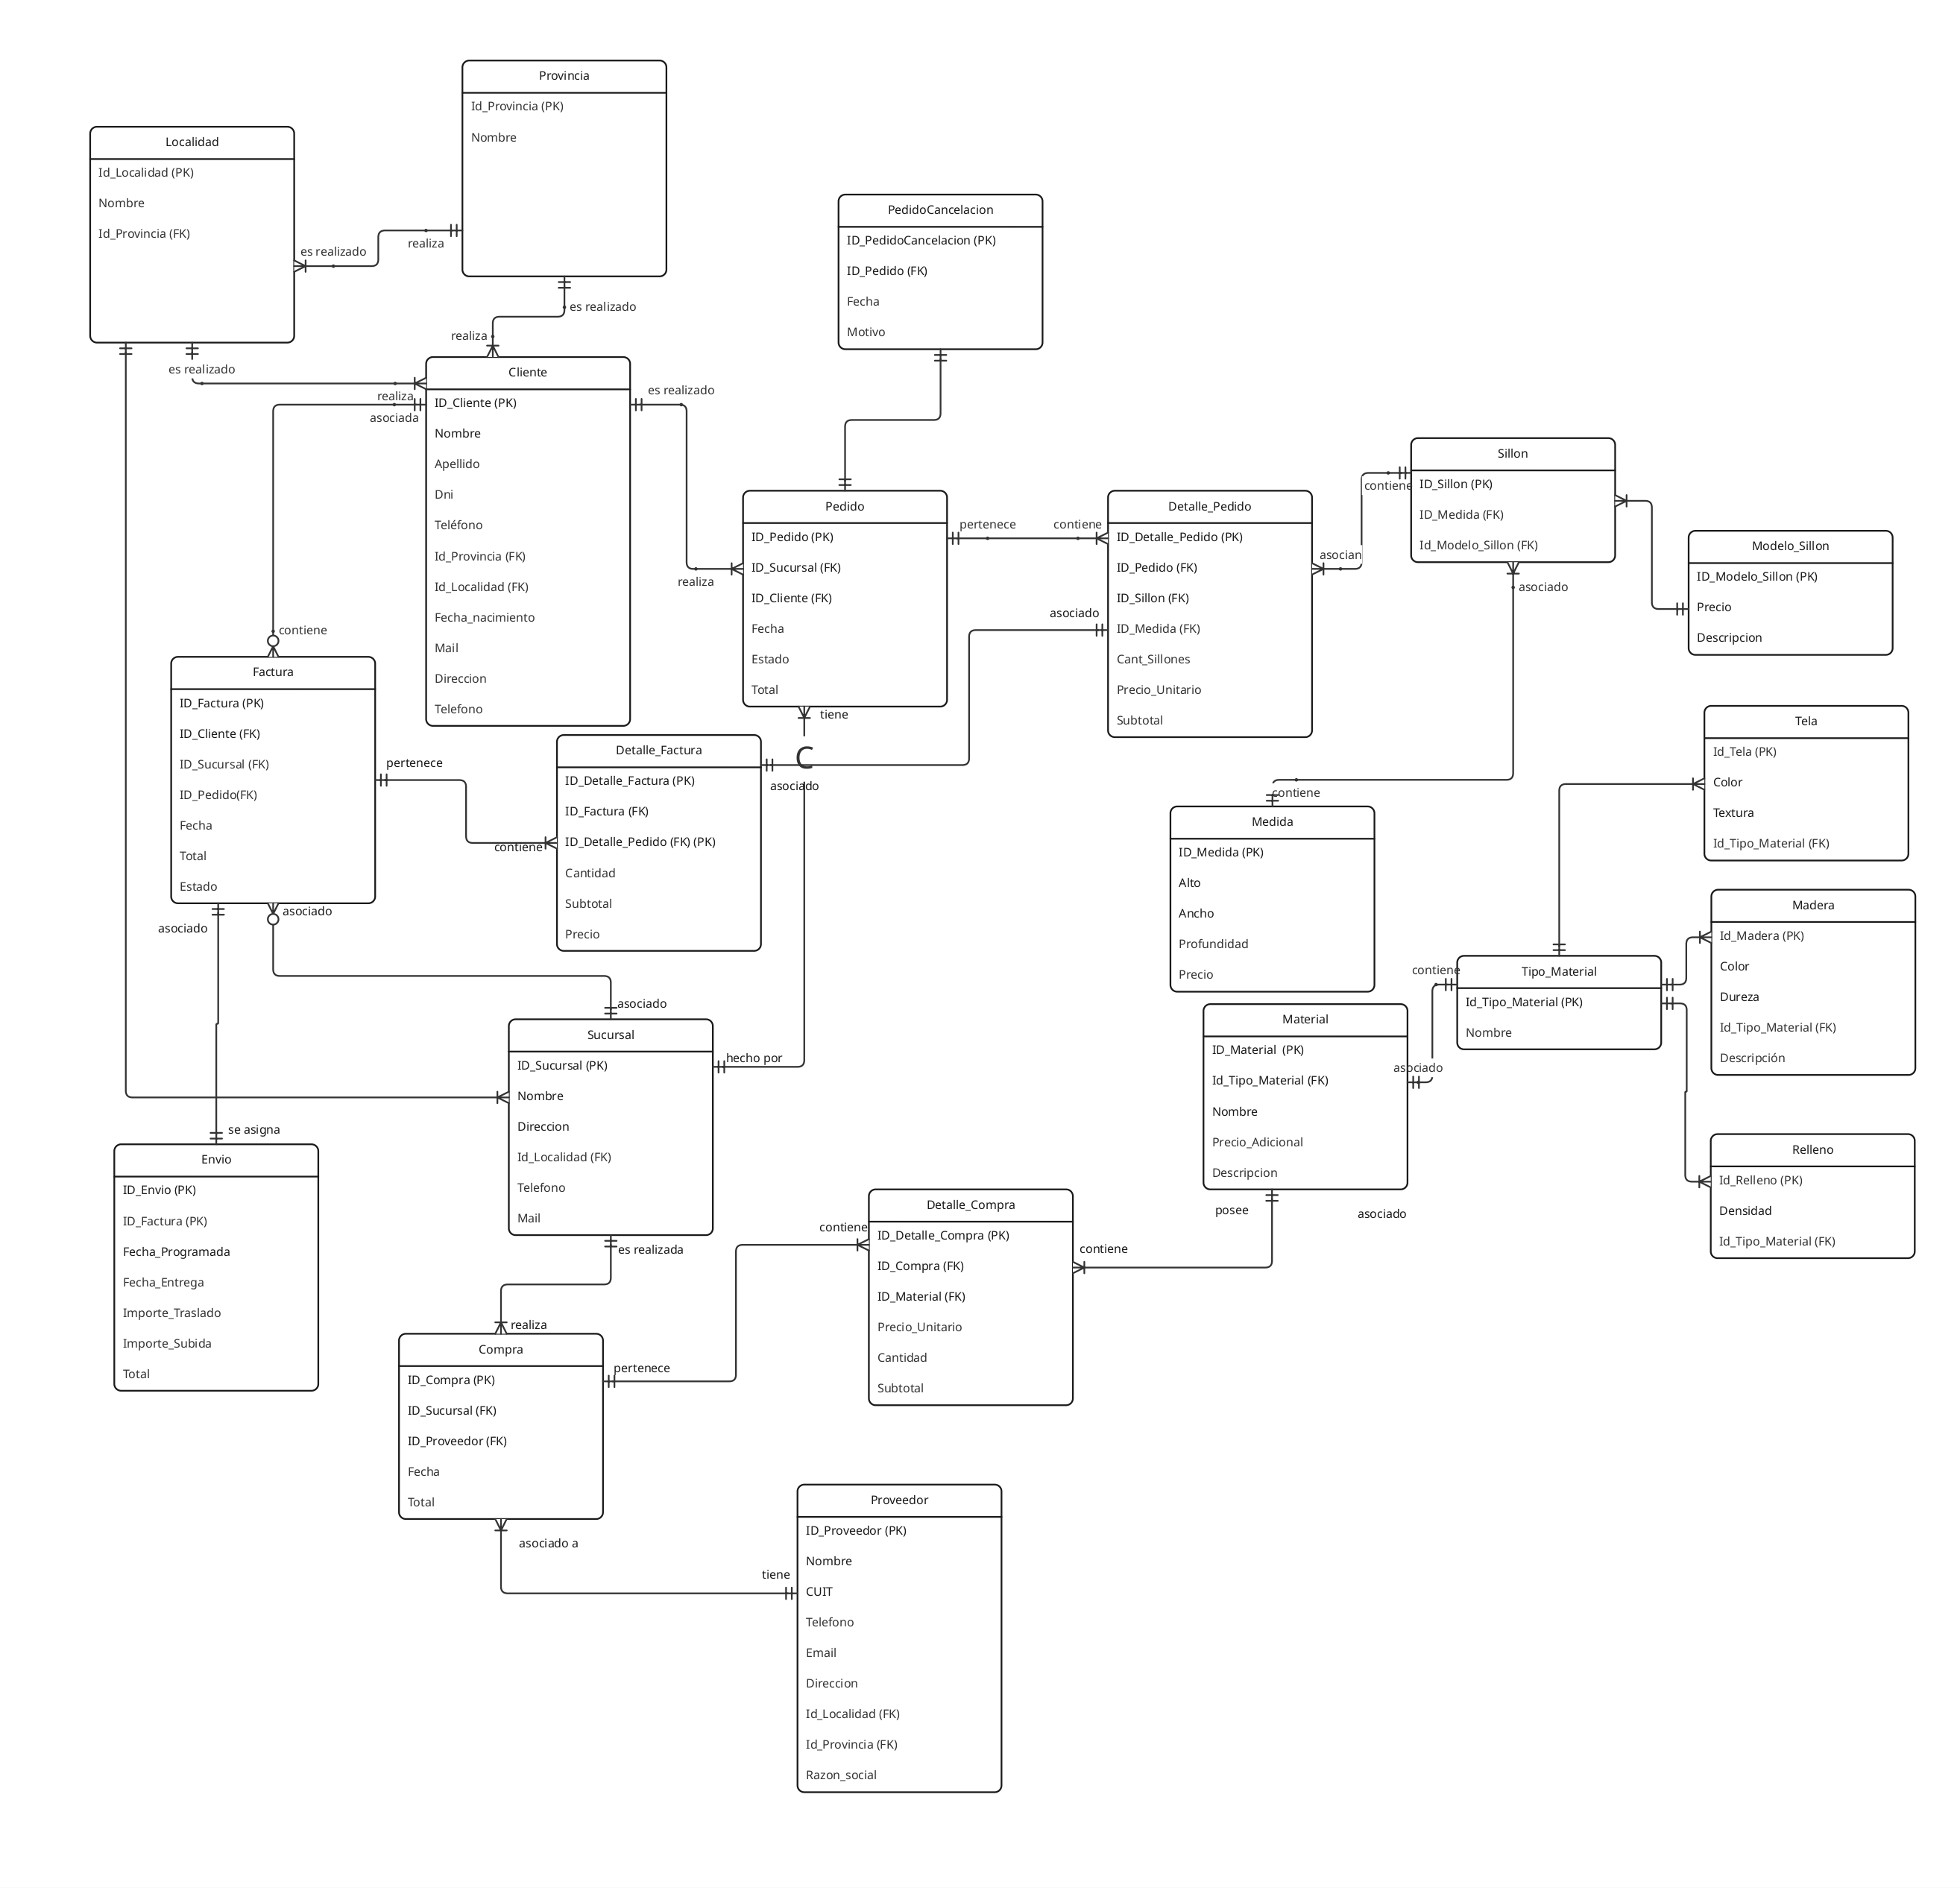 Provincia
Id_Provincia (PK)
Nombre
Localidad
Id_Localidad (PK)
Nombre
Id_Provincia (FK)
es realizado
realiza
es realizado
realiza
es realizado
realiza
PedidoCancelacion
ID_PedidoCancelacion (PK)
ID_Pedido (FK)
Fecha
Motivo
Cliente
ID_Cliente (PK)
Nombre
Apellido
Dni
Teléfono
Id_Provincia (FK)
Id_Localidad (FK)
Fecha_nacimiento
Mail
Direccion
Telefono
asociada
contiene
es realizado
realiza
Pedido
ID_Pedido (PK)
ID_Sucursal (FK)
ID_Cliente (FK)
Fecha
Estado
Total
pertenece
contiene
Detalle_Pedido
ID_Detalle_Pedido (PK)
ID_Pedido (FK)
ID_Sillon (FK)
ID_Medida (FK)
Cant_Sillones
Precio_Unitario
Subtotal
asocian
contiene
Sillon
ID_Sillon (PK)
ID_Medida (FK)
Id_Modelo_Sillon (FK)
asociado
contiene
Modelo_Sillon
ID_Modelo_Sillon (PK)
Precio
Descripcion
Factura
ID_Factura (PK)
ID_Cliente (FK)
ID_Sucursal (FK)
ID_Pedido(FK)
Fecha
Total
Estado
pertenece
contiene
Detalle_Factura
ID_Detalle_Factura (PK)
ID_Factura (FK)
ID_Detalle_Pedido (FK) (PK)
Cantidad
Subtotal
Precio
asociado
asociado
tiene
C
hecho por
Medida
ID_Medida (PK)
Alto
Ancho
Profundidad
Precio
Tela
Id_Tela (PK)
Color
Textura
Id_Tipo_Material (FK)
Madera
Id_Madera (PK)
Color
Dureza
Id_Tipo_Material (FK)
Descripción
Tipo_Material
Id_Tipo_Material (PK)
Nombre
contiene
asociado
Material
ID_Material  (PK)
Id_Tipo_Material (FK)
Nombre
Precio_Adicional
Descripcion
Relleno
Id_Relleno (PK)
Densidad
Id_Tipo_Material (FK)
asociado
asociado
asociado
Sucursal
ID_Sucursal (PK)
Nombre
Direccion
Id_Localidad (FK)
Telefono
Mail
se asigna
Envio
ID_Envio (PK)
ID_Factura (PK)
Fecha_Programada
Fecha_Entrega
Importe_Traslado
Importe_Subida
Total
es realizada
realiza
Compra
ID_Compra (PK)
ID_Sucursal (FK)
ID_Proveedor (FK)
Fecha
Total
pertenece
contiene
Detalle_Compra
ID_Detalle_Compra (PK)
ID_Compra (FK)
ID_Material (FK)
Precio_Unitario
Cantidad
Subtotal
contiene
posee
asociado
asociado a
tiene
Proveedor
ID_Proveedor (PK)
Nombre
CUIT
Telefono
Email
Direccion
Id_Localidad (FK)
Id_Provincia (FK)
Razon_social